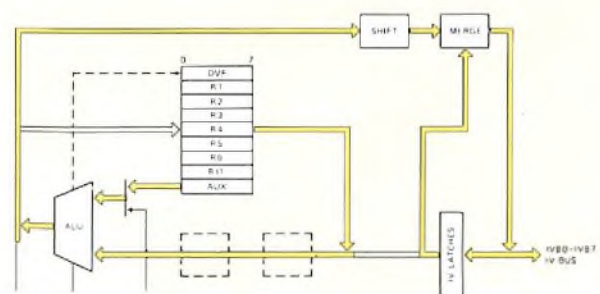 SHIFT
MERGE
0 7
OVF
R1
R2
R3
R4
R5
R6
R11
AUX
ALU
IV LATCHES
IVB0-IVB7
IV BUS